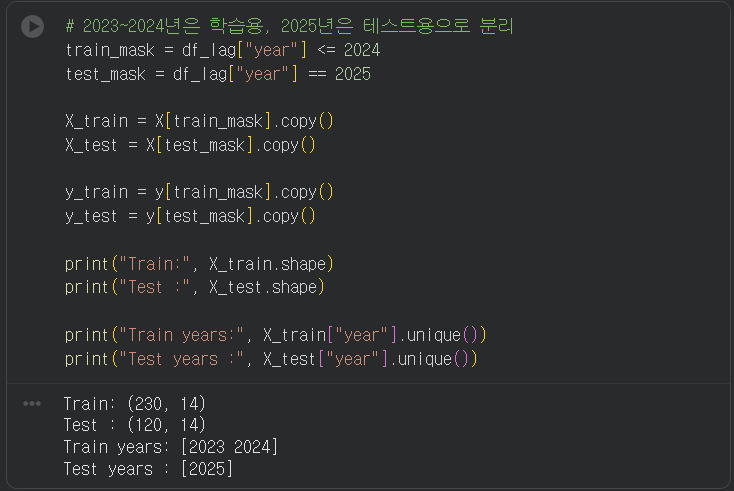 # 2023~2024년은 학습용, 2025년은 테스트용으로 분리
train_mask = df_lag["year"] <= 2024
test_mask = df_lag["year"] == 2025
X_train = X[train_mask].copy()
X_test = X[test_mask].copy()
y_train = y[train_mask].copy()
y_test = y[test_mask].copy()
print("Train:", X_train.shape)
print("Test :", X_test.shape)
print("Train years:", X_train["year"].unique())
print("Test years :", X_test["year"].unique())
Train: (230, 14)
Test : (120, 14)
Train years: [2023 2024]
Test years : [2025]